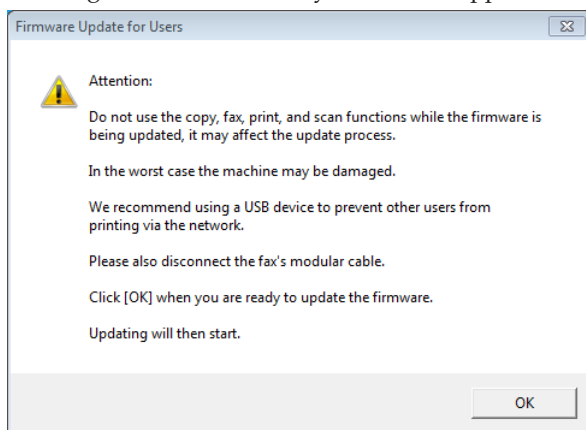 Firmware Update for Users
Attention:
Do not use the copy, fax, print, and scan functions while the firmware is
being updated, it may affect the update process.
In the worst case the machine may be damaged.
We recommend using a USB device to prevent other users from
printing via the network.
Please also disconnect the fax's modular cable.
Click [OK] when you are ready to update the firmware.
Updating will then start.
OK